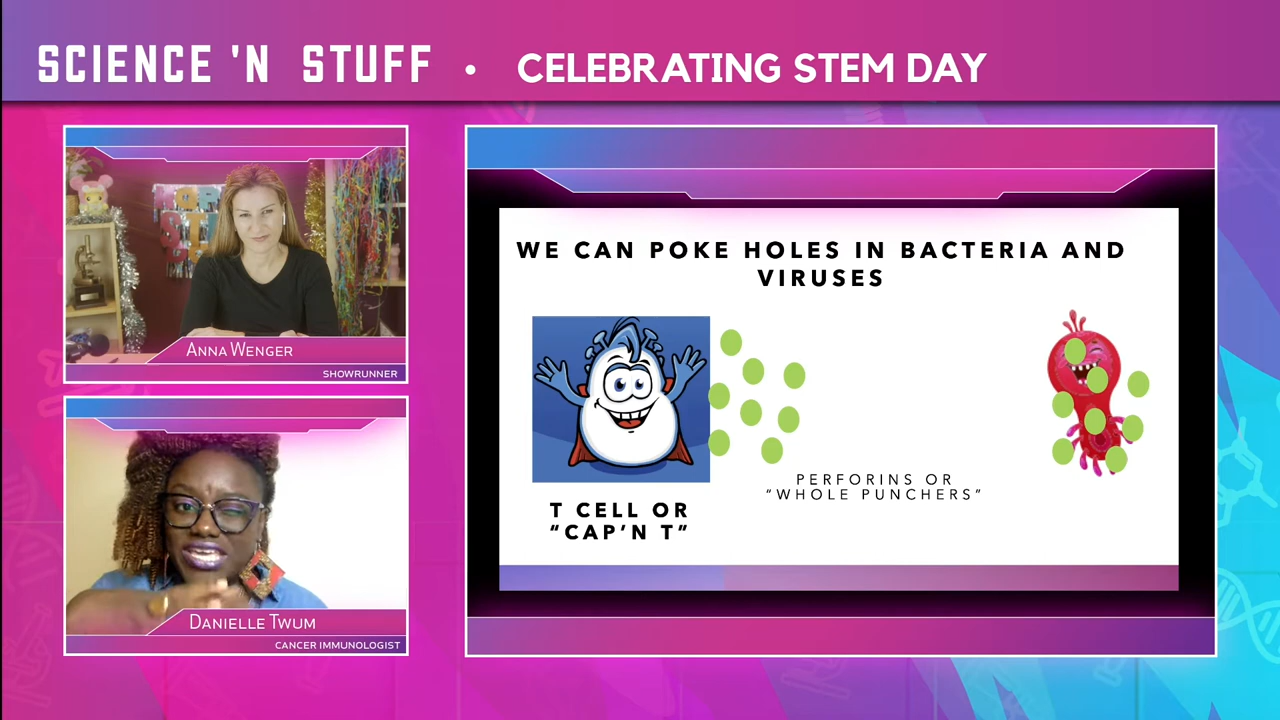 SCIENCE 'N STUFF • CELEBRATING STEM DAY
ANNA WENGER
SHOWRUNNER
DANIELLE TWUM
CANCER IMMUNOLOGIST
WE CAN POKE HOLES IN BACTERIA AND
VIRUSES
PERFORINS OR
“WHOLE PUNCHERS”
T CELL OR
“CAP’N T”